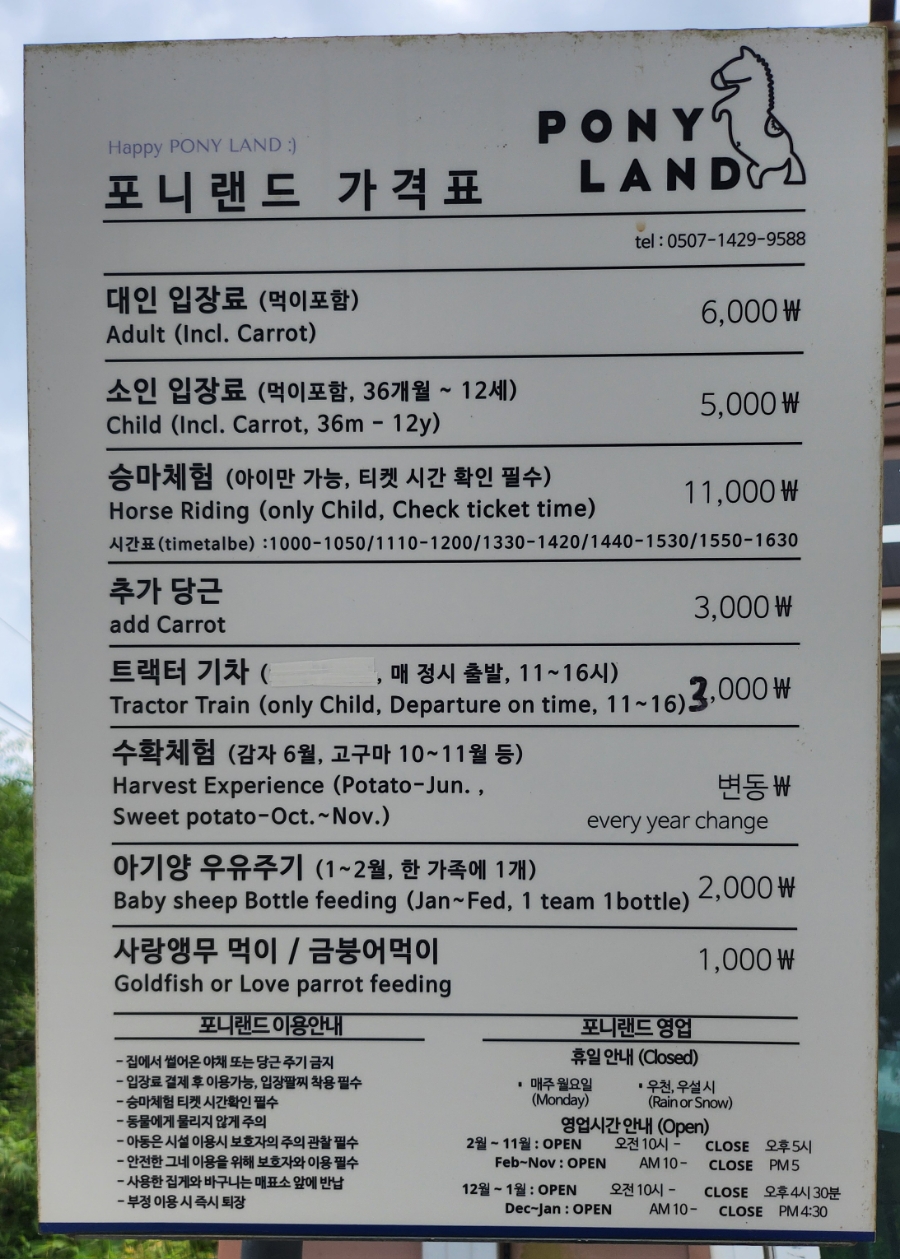 Happy PONY LAND :)
PONY
LAND
포니랜드 가격표
tel : 0507-1429-9588
대인 입장료 (먹이포함)
Adult (Incl. Carrot)
6,000₩
소인 입장료 (먹이포함, 36개월 ~ 12세)
Child (Incl. Carrot, 36m - 12y)
5,000₩
승마체험 (아이만 가능, 티켓 시간 확인 필수)
Horse Riding (only Child, Check ticket time)
11,000₩
시간표(timetalbe) :1000-1050/1110-1200/1330-1420/1440-1530/1550-1630
추가 당근
add Carrot
3,000₩
트랙터 기차 ( , 매 정시 출발, 11~16시)
Tractor Train (only Child, Departure on time, 11~16)
3,000₩
수확체험 (감자 6월, 고구마 10~11월 등)
Harvest Experience (Potato-Jun. ,
Sweet potato-Oct.~Nov.)
변동₩
every year change
아기양 우유주기 (1~2월, 한 가족에 1개)
Baby sheep Bottle feeding (Jan~Fed, 1 team 1bottle)
2,000₩
사랑앵무 먹이 / 금붕어먹이
Goldfish or Love parrot feeding
1,000₩
포니랜드 이용안내
- 집에서 썰어온 야채 또는 당근 주기 금지
- 입장료 결제 후 이용가능, 입장팔찌 착용 필수
- 승마체험 티켓 시간확인 필수
- 동물에게 물리지 않게 주의
- 아동은 시설 이용시 보호자의 주의 관찰 필수
- 안전한 그네 이용을 위해 보호자와 이용 필수
- 사용한 집게와 바구니는 매표소 앞에 반납
- 부정 이용 시 즉시 퇴장
포니랜드 영업
휴일 안내 (Closed)
• 매주 월요일
(Monday)
• 우천, 우설 시
(Rain or Snow)
영업시간 안내 (Open)
2월 ~ 11월 : OPEN 오전 10시 - CLOSE 오후 5시
Feb~Nov : OPEN AM 10 - CLOSE PM 5
12월 ~ 1월 : OPEN 오전 10시 - CLOSE 오후 4시 30분
Dec~Jan : OPEN AM 10 - CLOSE PM 4:30